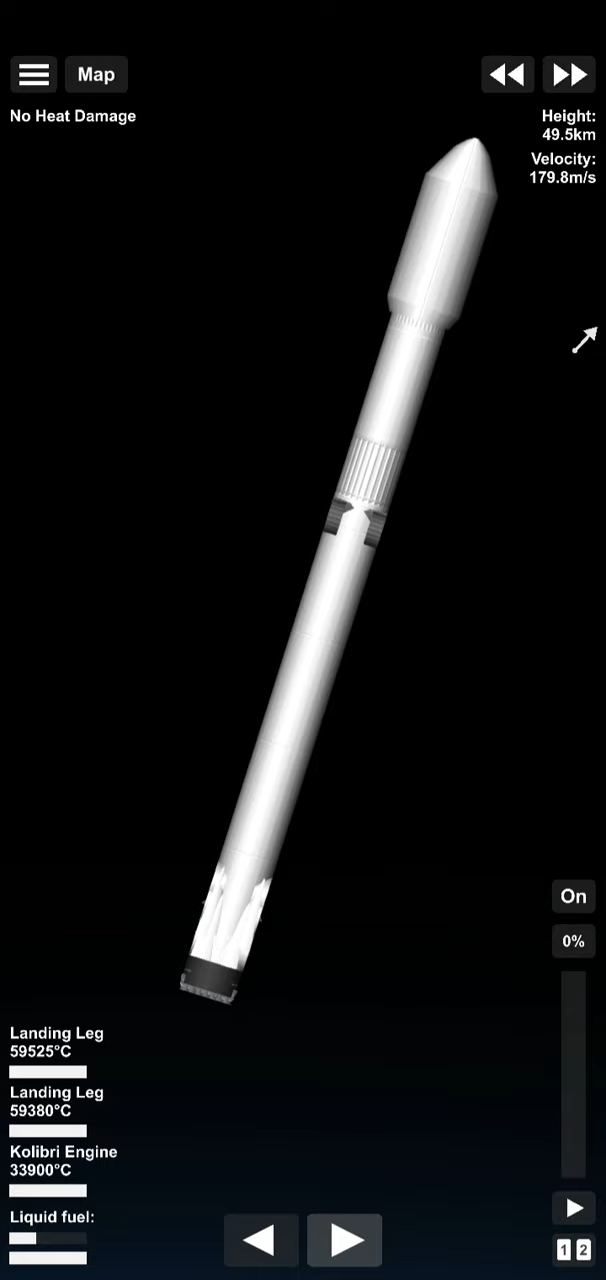 Map
No Heat Damage
Height:
49.5km
Velocity:
179.8m/s
On
0%
Landing Leg
59525°C
Landing Leg
59380°C
Kolibri Engine
33900°C
Liquid fuel:
1 2